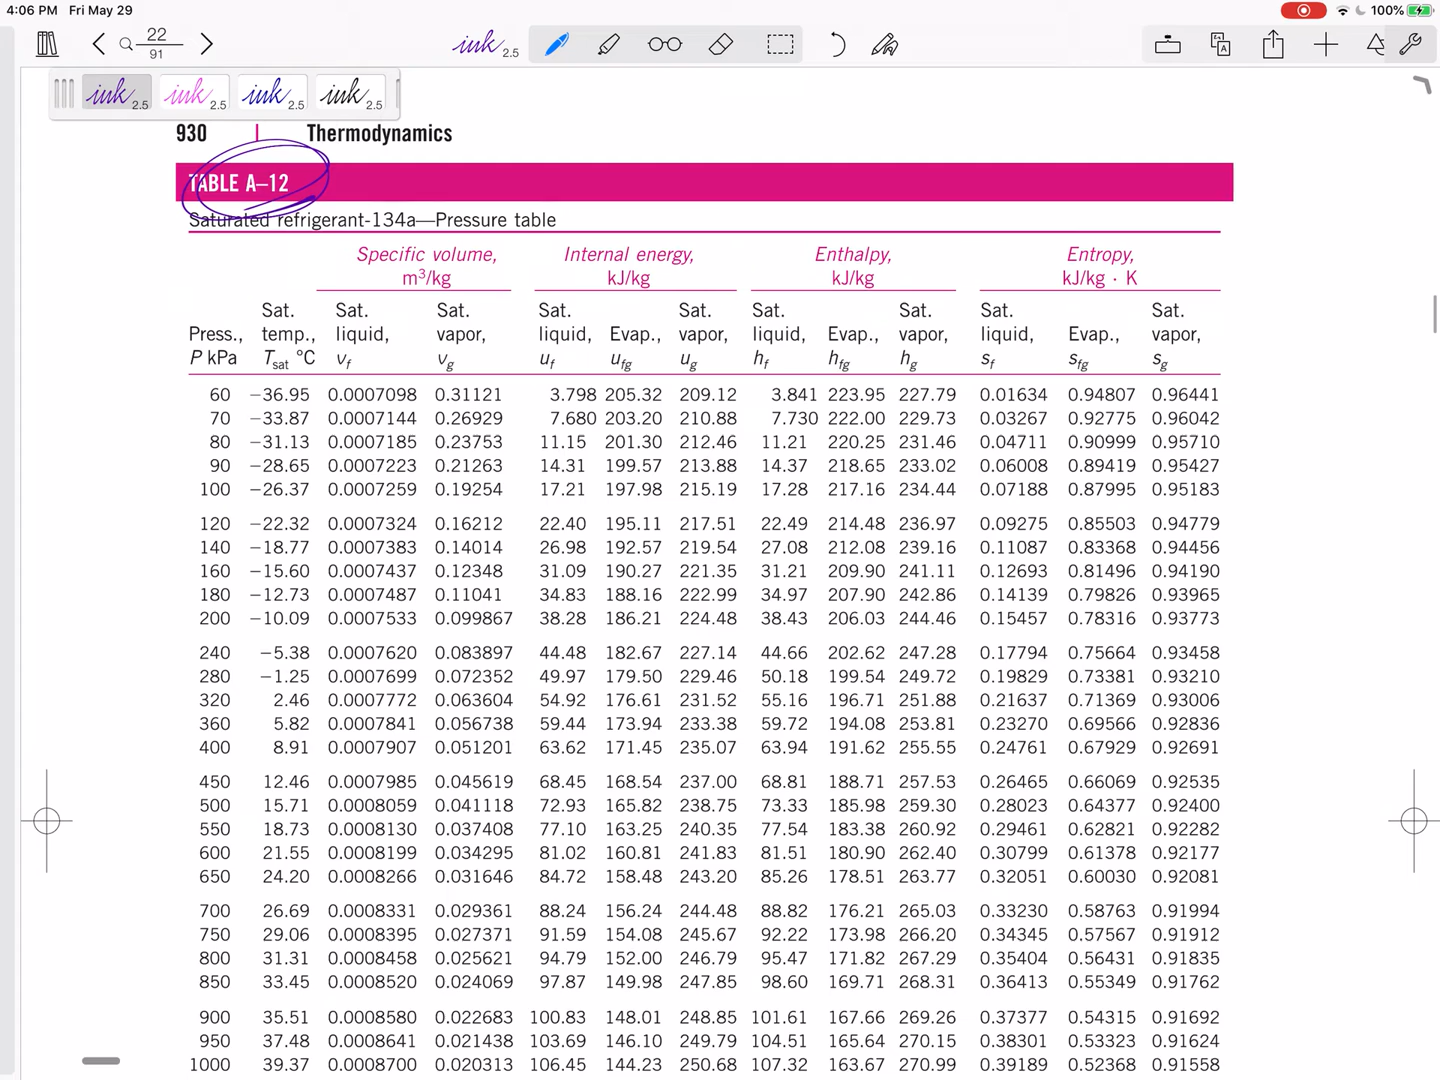 4:06 PM Fri May 29 100%
22
91
ink 2.5
ink 2.5 ink 2.5 ink 2.5 ink 2.5
930 Thermodynamics
TABLE A–12
Saturated refrigerant-134a—Pressure table
Specific volume, Internal energy, Enthalpy, Entropy,
m³/kg kJ/kg kJ/kg kJ/kg · K
Sat. Sat. Sat. Sat. Sat. Sat. Sat. Sat. Sat.
Press., temp., liquid, vapor, liquid, Evap., vapor, liquid, Evap., vapor, liquid, Evap., vapor,
P kPa Tsat °C vf vg uf ufg ug hf hfg hg sf sfg sg
60 −36.95 0.0007098 0.31121 3.798 205.32 209.12 3.841 223.95 227.79 0.01634 0.94807 0.96441
70 −33.87 0.0007144 0.26929 7.680 203.20 210.88 7.730 222.00 229.73 0.03267 0.92775 0.96042
80 −31.13 0.0007185 0.23753 11.15 201.30 212.46 11.21 220.25 231.46 0.04711 0.90999 0.95710
90 −28.65 0.0007223 0.21263 14.31 199.57 213.88 14.37 218.65 233.02 0.06008 0.89419 0.95427
100 −26.37 0.0007259 0.19254 17.21 197.98 215.19 17.28 217.16 234.44 0.07188 0.87995 0.95183
120 −22.32 0.0007324 0.16212 22.40 195.11 217.51 22.49 214.48 236.97 0.09275 0.85503 0.94779
140 −18.77 0.0007383 0.14014 26.98 192.57 219.54 27.08 212.08 239.16 0.11087 0.83368 0.94456
160 −15.60 0.0007437 0.12348 31.09 190.27 221.35 31.21 209.90 241.11 0.12693 0.81496 0.94190
180 −12.73 0.0007487 0.11041 34.83 188.16 222.99 34.97 207.90 242.86 0.14139 0.79826 0.93965
200 −10.09 0.0007533 0.099867 38.28 186.21 224.48 38.43 206.03 244.46 0.15457 0.78316 0.93773
240 −5.38 0.0007620 0.083897 44.48 182.67 227.14 44.66 202.62 247.28 0.17794 0.75664 0.93458
280 −1.25 0.0007699 0.072352 49.97 179.50 229.46 50.18 199.54 249.72 0.19829 0.73381 0.93210
320 2.46 0.0007772 0.063604 54.92 176.61 231.52 55.16 196.71 251.88 0.21637 0.71369 0.93006
360 5.82 0.0007841 0.056738 59.44 173.94 233.38 59.72 194.08 253.81 0.23270 0.69566 0.92836
400 8.91 0.0007907 0.051201 63.62 171.45 235.07 63.94 191.62 255.55 0.24761 0.67929 0.92691
450 12.46 0.0007985 0.045619 68.45 168.54 237.00 68.81 188.71 257.53 0.26465 0.66069 0.92535
500 15.71 0.0008059 0.041118 72.93 165.82 238.75 73.33 185.98 259.30 0.28023 0.64377 0.92400
550 18.73 0.0008130 0.037408 77.10 163.25 240.35 77.54 183.38 260.92 0.29461 0.62821 0.92282
600 21.55 0.0008199 0.034295 81.02 160.81 241.83 81.51 180.90 262.40 0.30799 0.61378 0.92177
650 24.20 0.0008266 0.031646 84.72 158.48 243.20 85.26 178.51 263.77 0.32051 0.60030 0.92081
700 26.69 0.0008331 0.029361 88.24 156.24 244.48 88.82 176.21 265.03 0.33230 0.58763 0.91994
750 29.06 0.0008395 0.027371 91.59 154.08 245.67 92.22 173.98 266.20 0.34345 0.57567 0.91912
800 31.31 0.0008458 0.025621 94.79 152.00 246.79 95.47 171.82 267.29 0.35404 0.56431 0.91835
850 33.45 0.0008520 0.024069 97.87 149.98 247.85 98.60 169.71 268.31 0.36413 0.55349 0.91762
900 35.51 0.0008580 0.022683 100.83 148.01 248.85 101.61 167.66 269.26 0.37377 0.54315 0.91692
950 37.48 0.0008641 0.021438 103.69 146.10 249.79 104.51 165.64 270.15 0.38301 0.53323 0.91624
1000 39.37 0.0008700 0.020313 106.45 144.23 250.68 107.32 163.67 270.99 0.39189 0.52368 0.91558